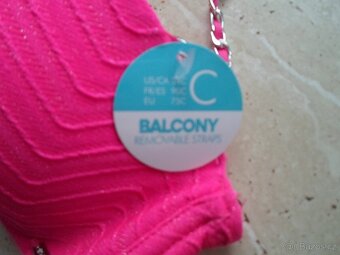 US/CA 34C
FR/ES 90C
EU 75C
C
BALCONY
REMOVABLE STRAPS